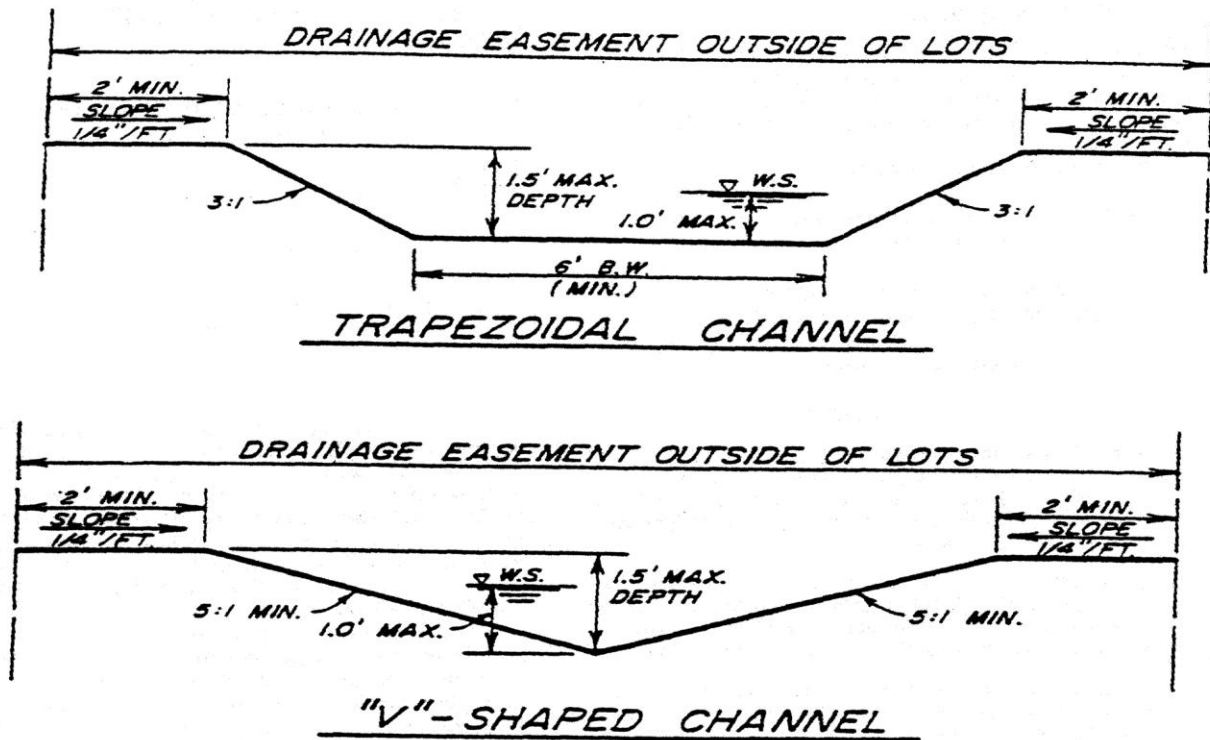 DRAINAGE EASEMENT OUTSIDE OF LOTS
2' MIN.
SLOPE
1/4"/FT
2' MIN.
SLOPE
1/4"/FT.
3:1
1.5' MAX.
DEPTH
W.S.
1.0' MAX.
3:1
6' B.W.
(MIN.)
TRAPEZOIDAL CHANNEL
DRAINAGE EASEMENT OUTSIDE OF LOTS
2' MIN.
SLOPE
1/4"/FT.
2' MIN.
SLOPE
1/4"/FT.
5:1 MIN.
W.S.
1.0' MAX.
1.5' MAX.
DEPTH
5:1 MIN.
"V"-SHAPED CHANNEL